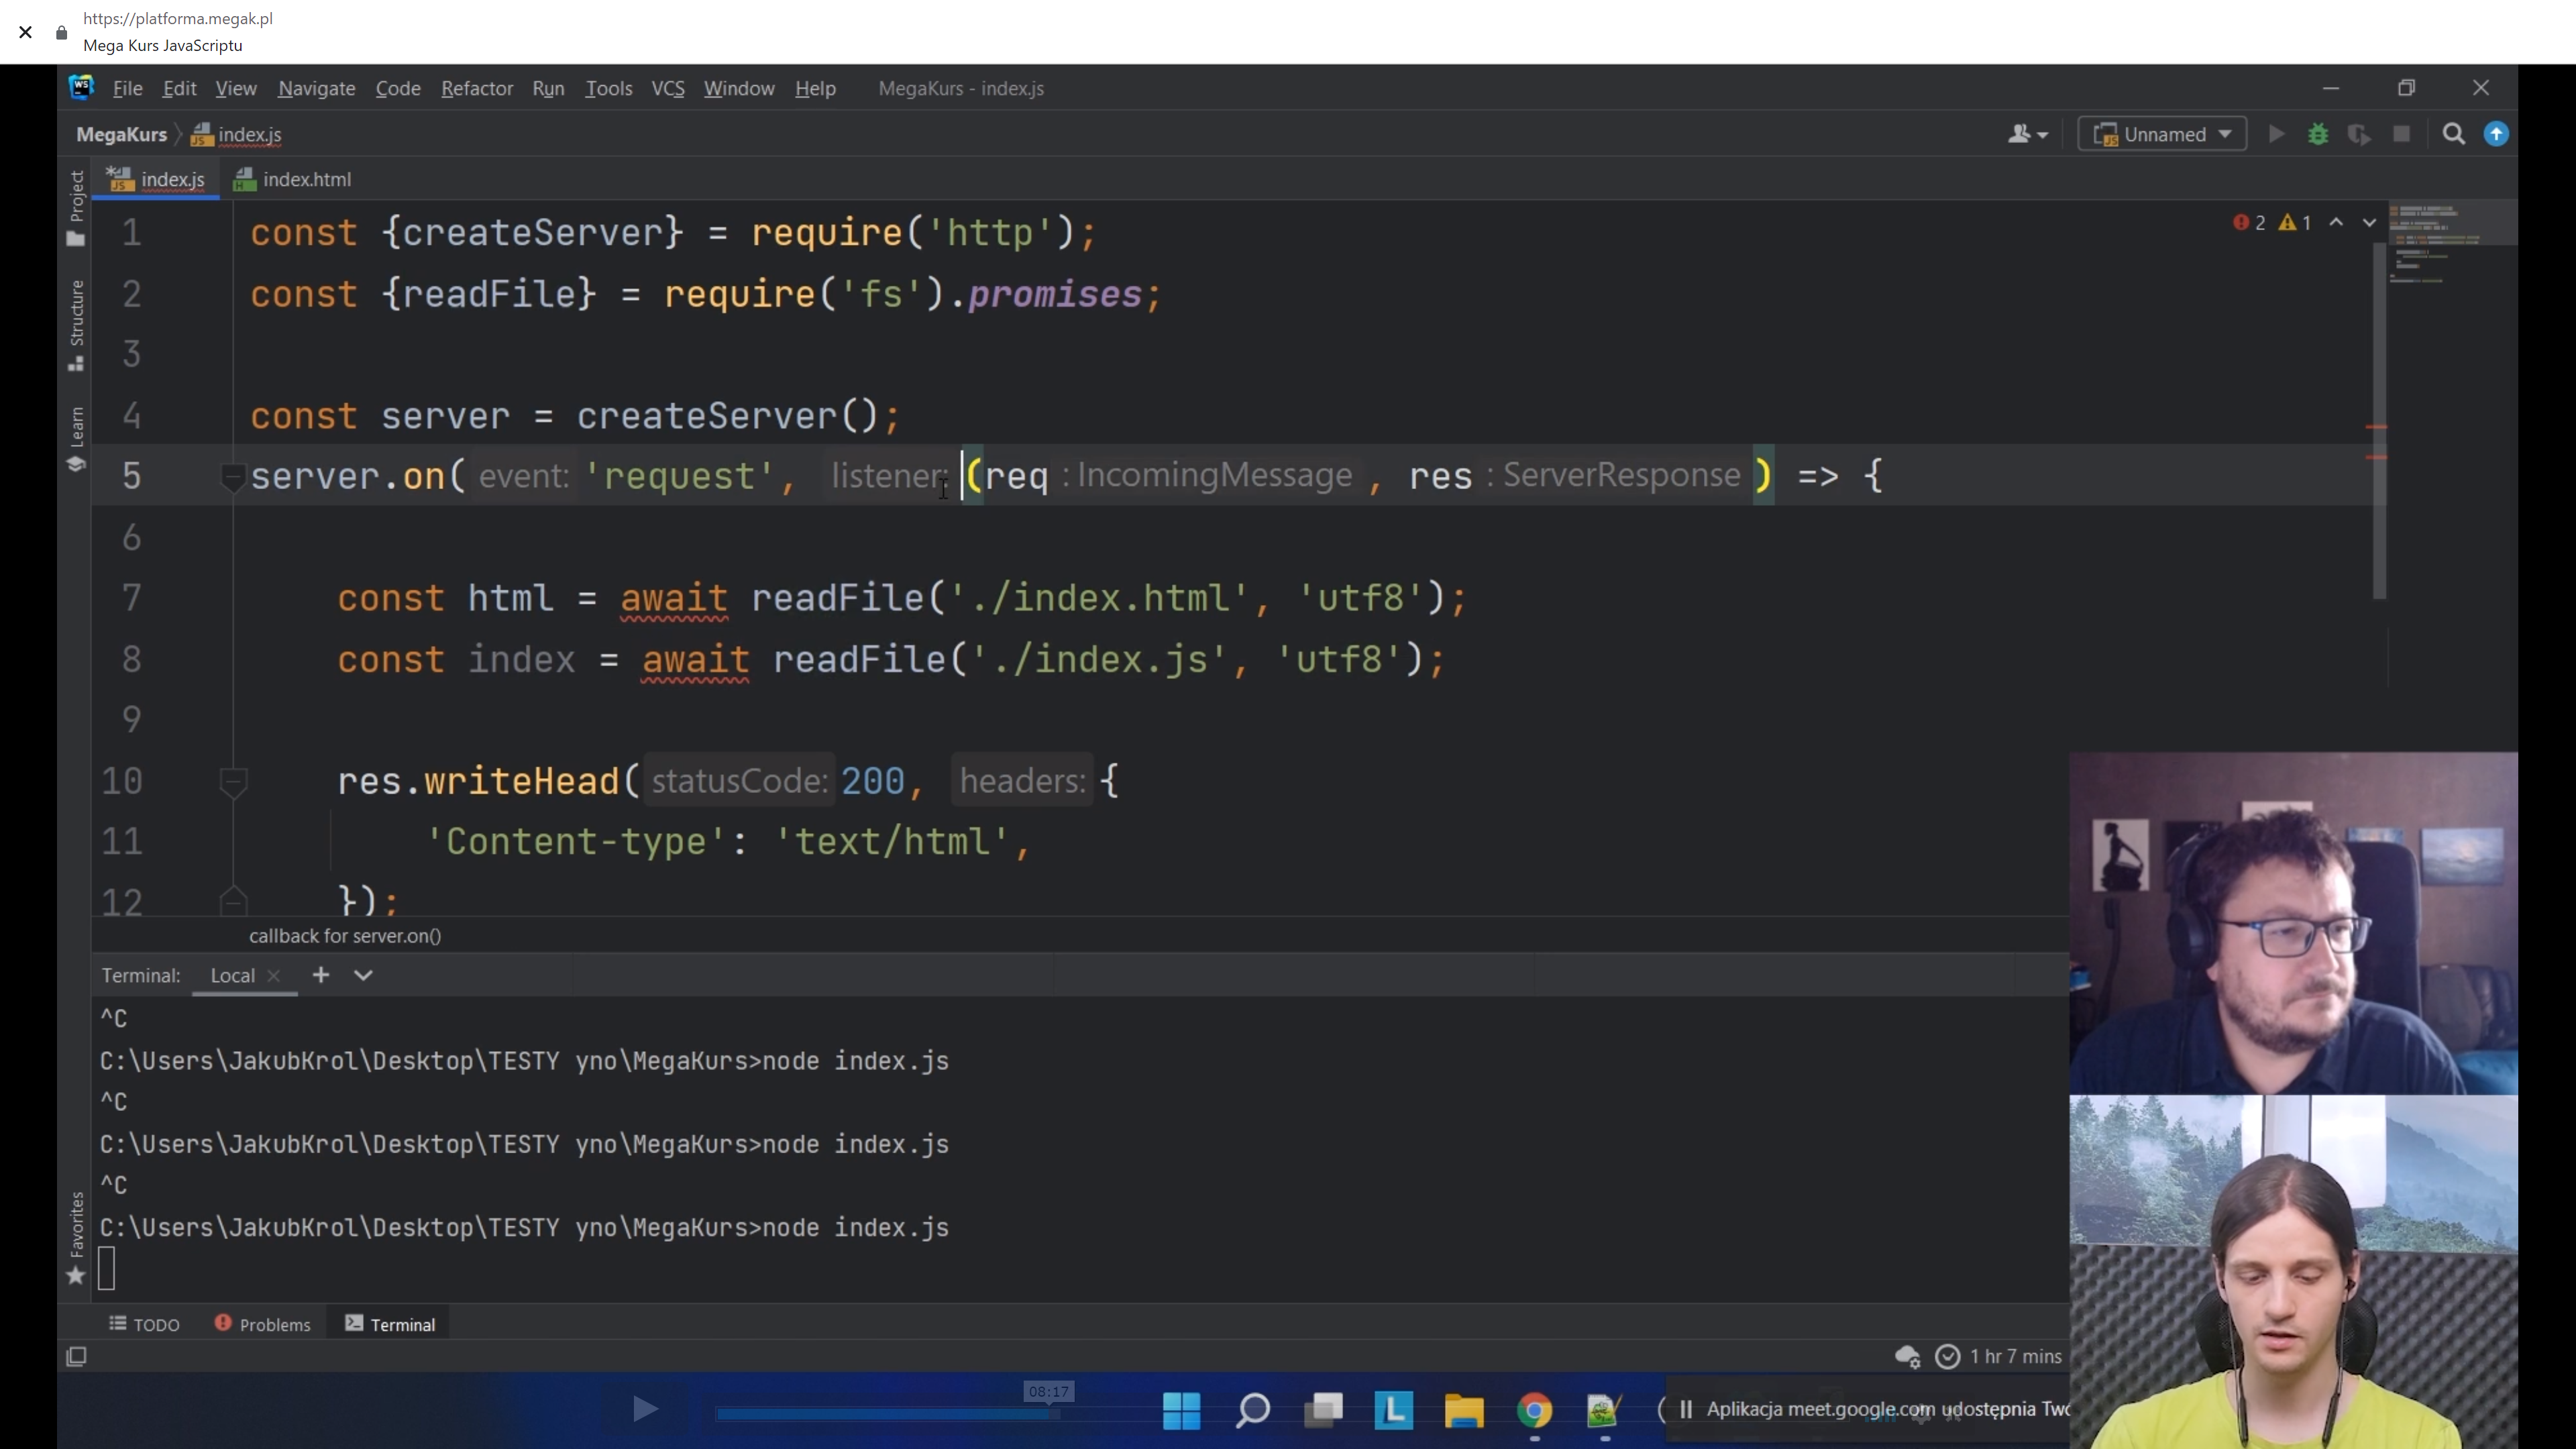 https://platforma.megak.pl
Mega Kurs JavaScriptu
WS File Edit View Navigate Code Refactor Run Tools VCS Window Help MegaKurs - index.js
MegaKurs index.js Unnamed
index.js index.html
Project
Structure
Learn
Favorites
2 1
1 const {createServer} = require('http');
2 const {readFile} = require('fs').promises;
3
4 const server = createServer();
5 server.on( event: 'request', listener: (req : IncomingMessage , res : ServerResponse ) => {
6
7 const html = await readFile('./index.html', 'utf8');
8 const index = await readFile('./index.js', 'utf8');
9
10 res.writeHead( statusCode: 200, headers: {
11 'Content-type': 'text/html',
12 });
callback for server.on()
Terminal: Local
^C
C:\Users\JakubKrol\Desktop\TESTY yno\MegaKurs>node index.js
^C
C:\Users\JakubKrol\Desktop\TESTY yno\MegaKurs>node index.js
^C
C:\Users\JakubKrol\Desktop\TESTY yno\MegaKurs>node index.js
TODO Problems Terminal
1 hr 7 mins
08:17
L
Aplikacja meet.google.com udostępnia Two